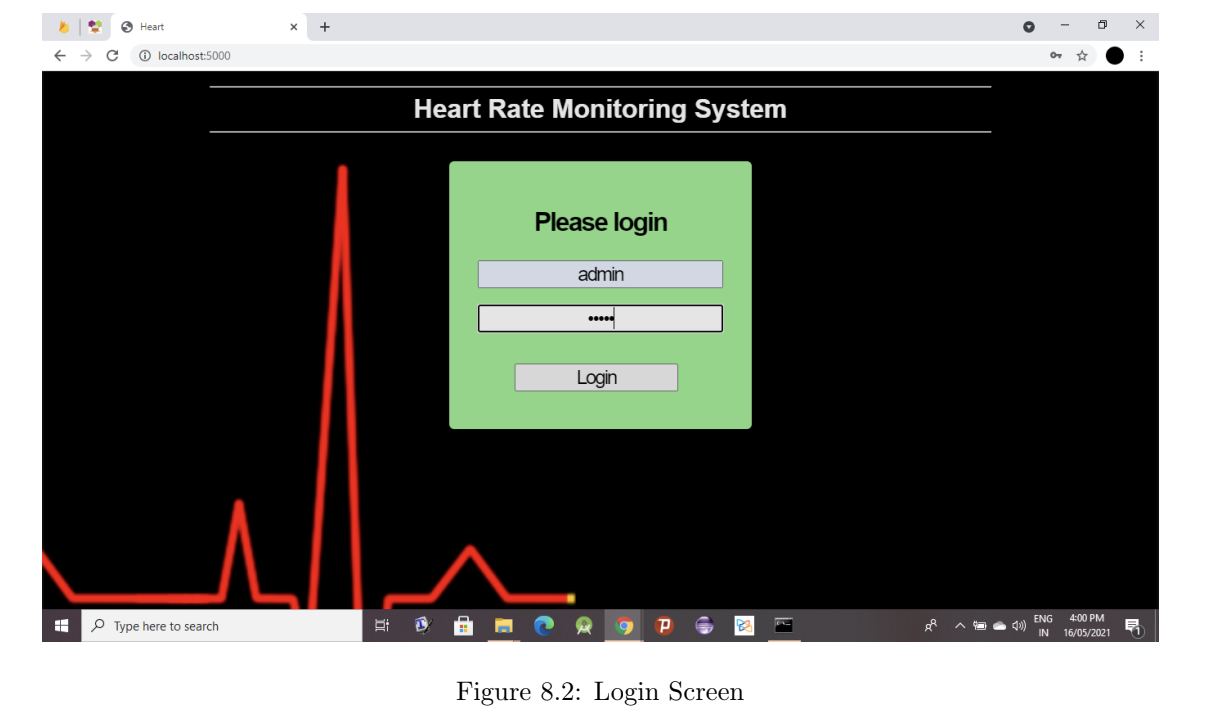 Heart
localhost:5000
Heart Rate Monitoring System
Please login
admin
•••••
Login
Type here to search
ENG 4:00 PM
IN 16/05/2021
1
Figure 8.2: Login Screen